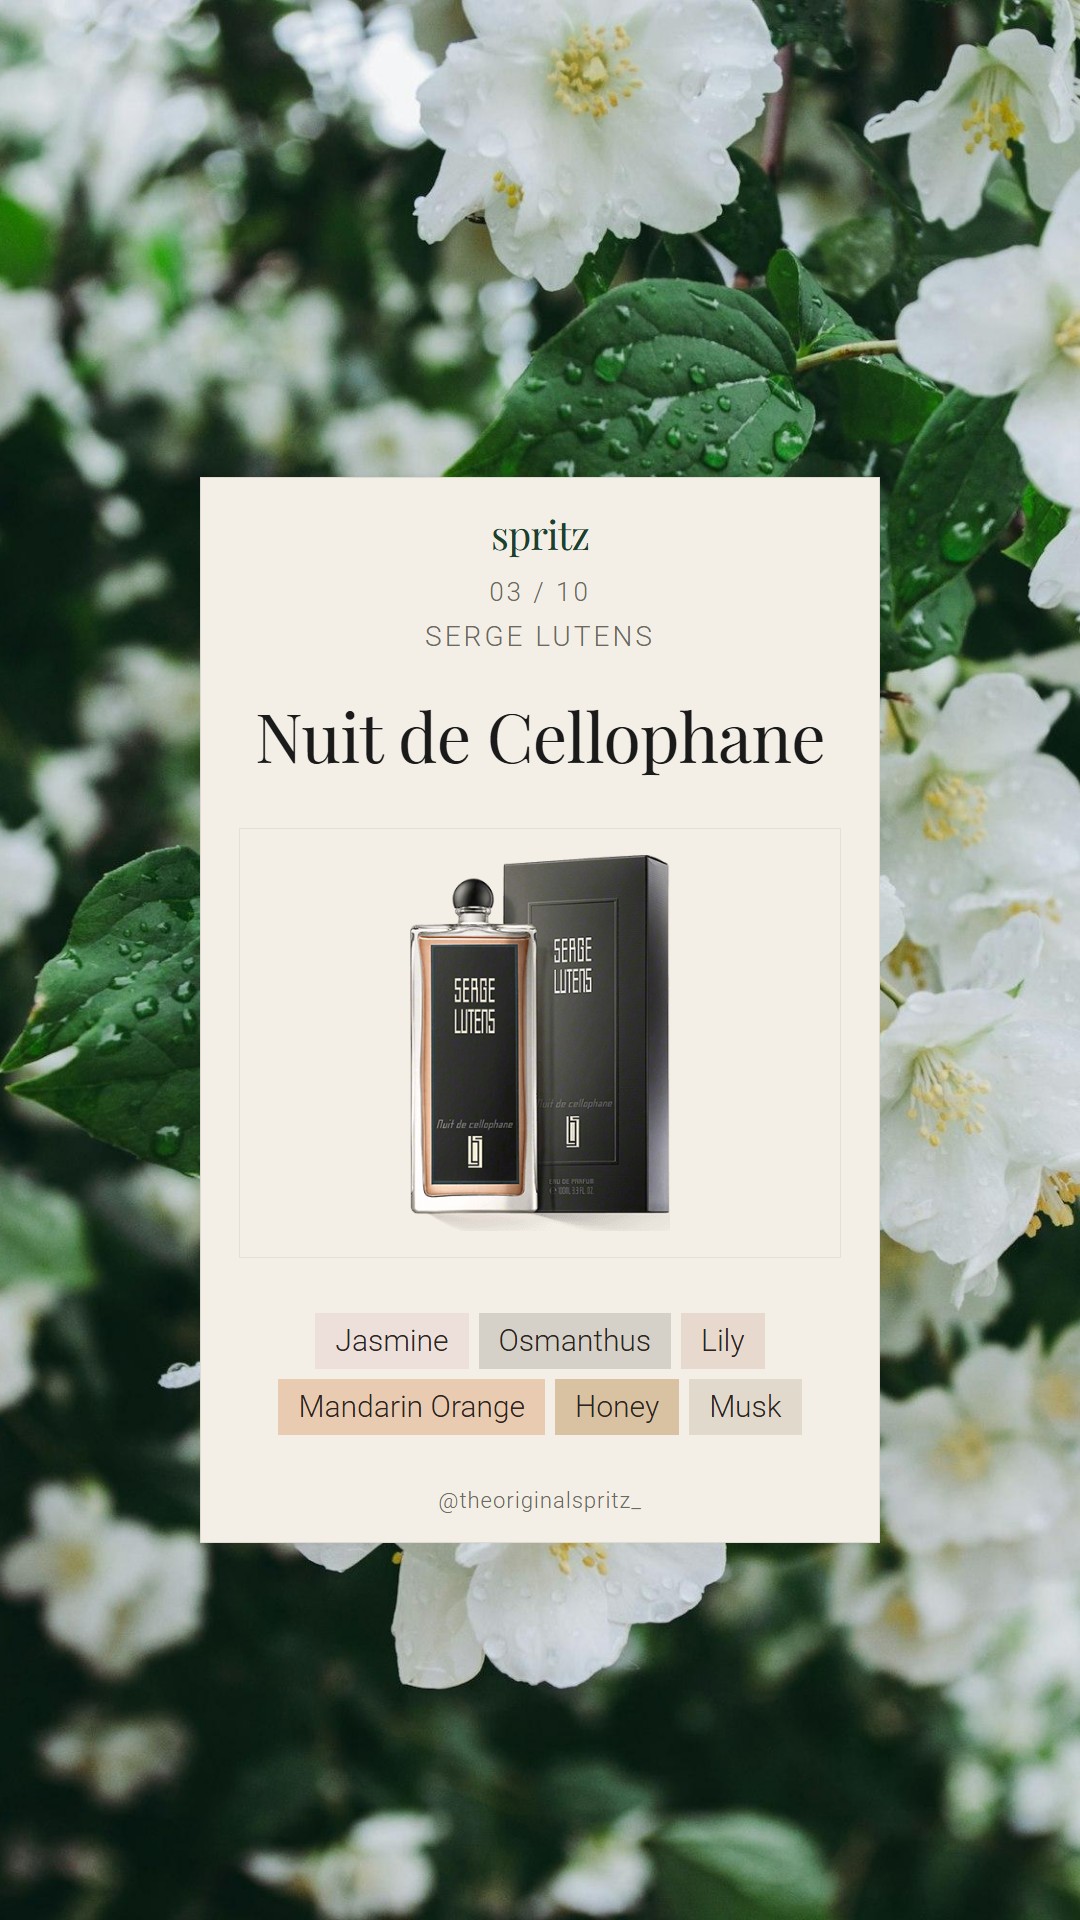 spritz
03 / 10
SERGE LUTENS
Nuit de Cellophane
SERGE
LUTENS
Nuit de cellophane
SERGE
LUTENS
Nuit de cellophane
EAU DE PARFUM
Jasmine Osmanthus Lily
Mandarin Orange Honey Musk
@theoriginalspritz_